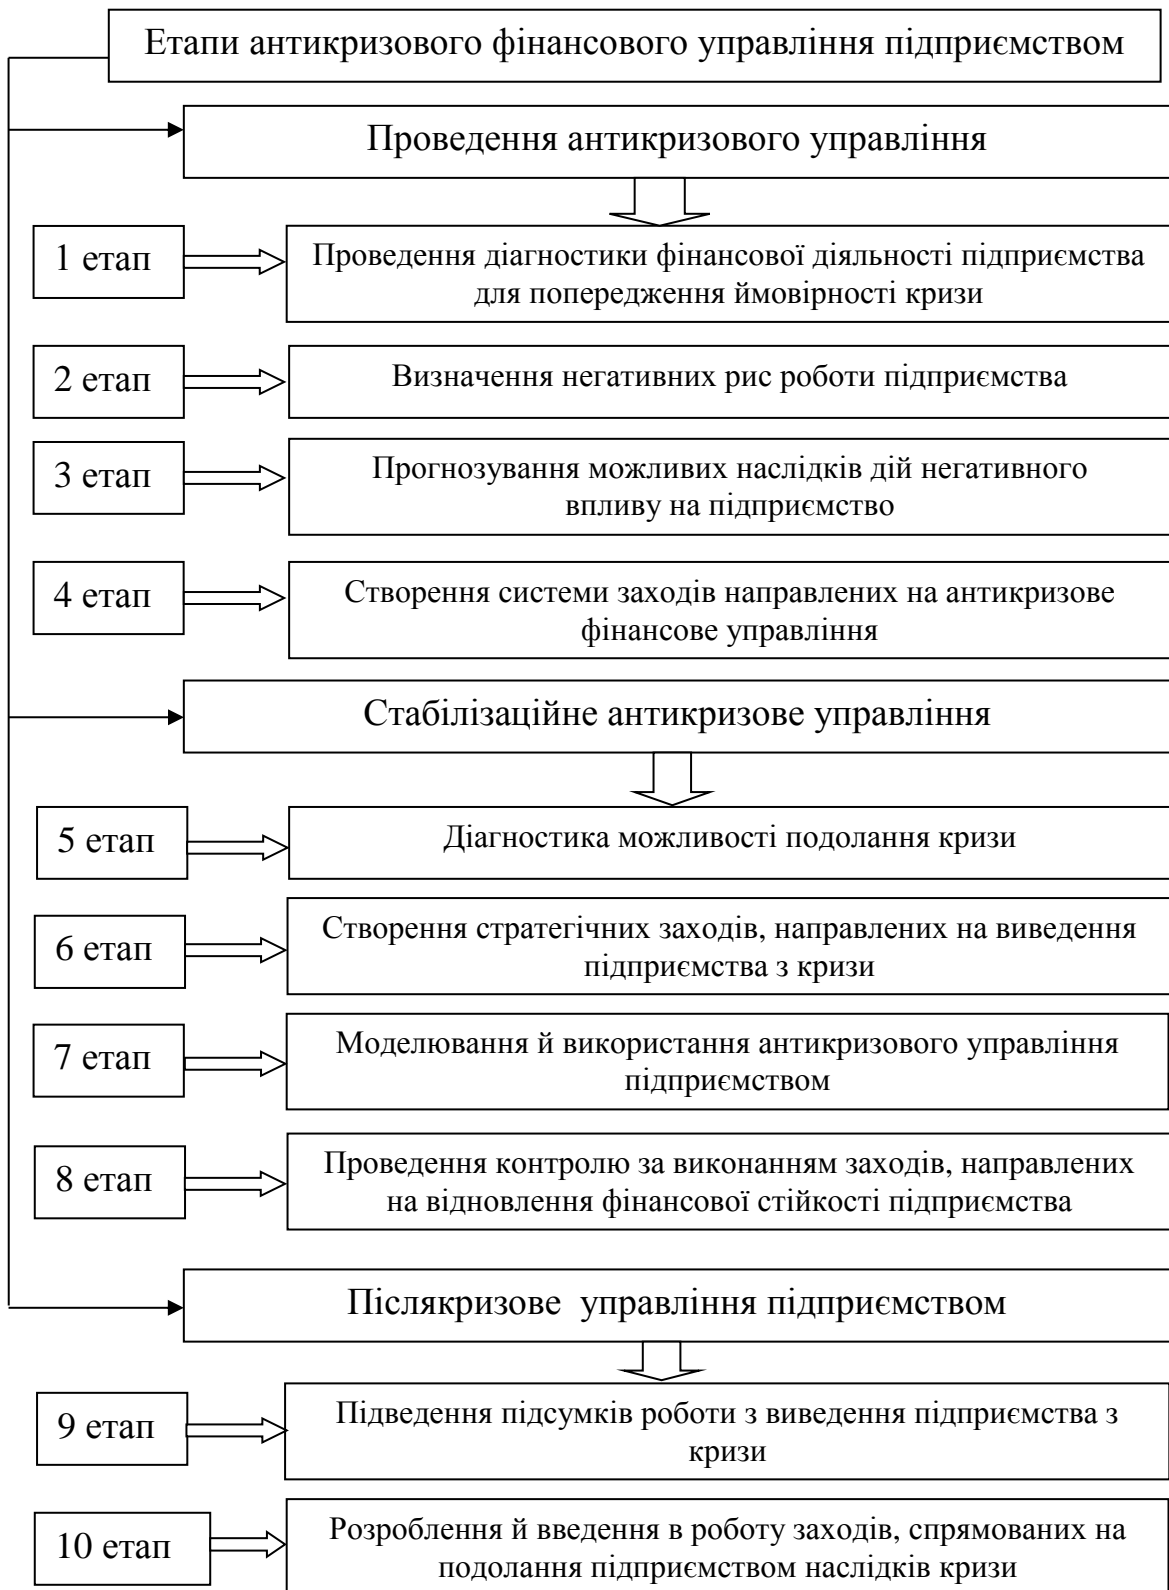 Етапи антикризового фінансового управління підприємством
Проведення антикризового управління
1 етап
Проведення діагностики фінансової діяльності підприємства
для попередження ймовірності кризи
2 етап
Визначення негативних рис роботи підприємства
3 етап
Прогнозування можливих наслідків дій негативного
впливу на підприємство
4 етап
Створення системи заходів направлених на антикризове
фінансове управління
Стабілізаційне антикризове управління
5 етап
Діагностика можливості подолання кризи
6 етап
Створення стратегічних заходів, направлених на виведення
підприємства з кризи
7 етап
Моделювання й використання антикризового управління
підприємством
8 етап
Проведення контролю за виконанням заходів, направлених
на відновлення фінансової стійкості підприємства
Післякризове управління підприємством
9 етап
Підведення підсумків роботи з виведення підприємства з
кризи
10 етап
Розроблення й введення в роботу заходів, спрямованих на
подолання підприємством наслідків кризи